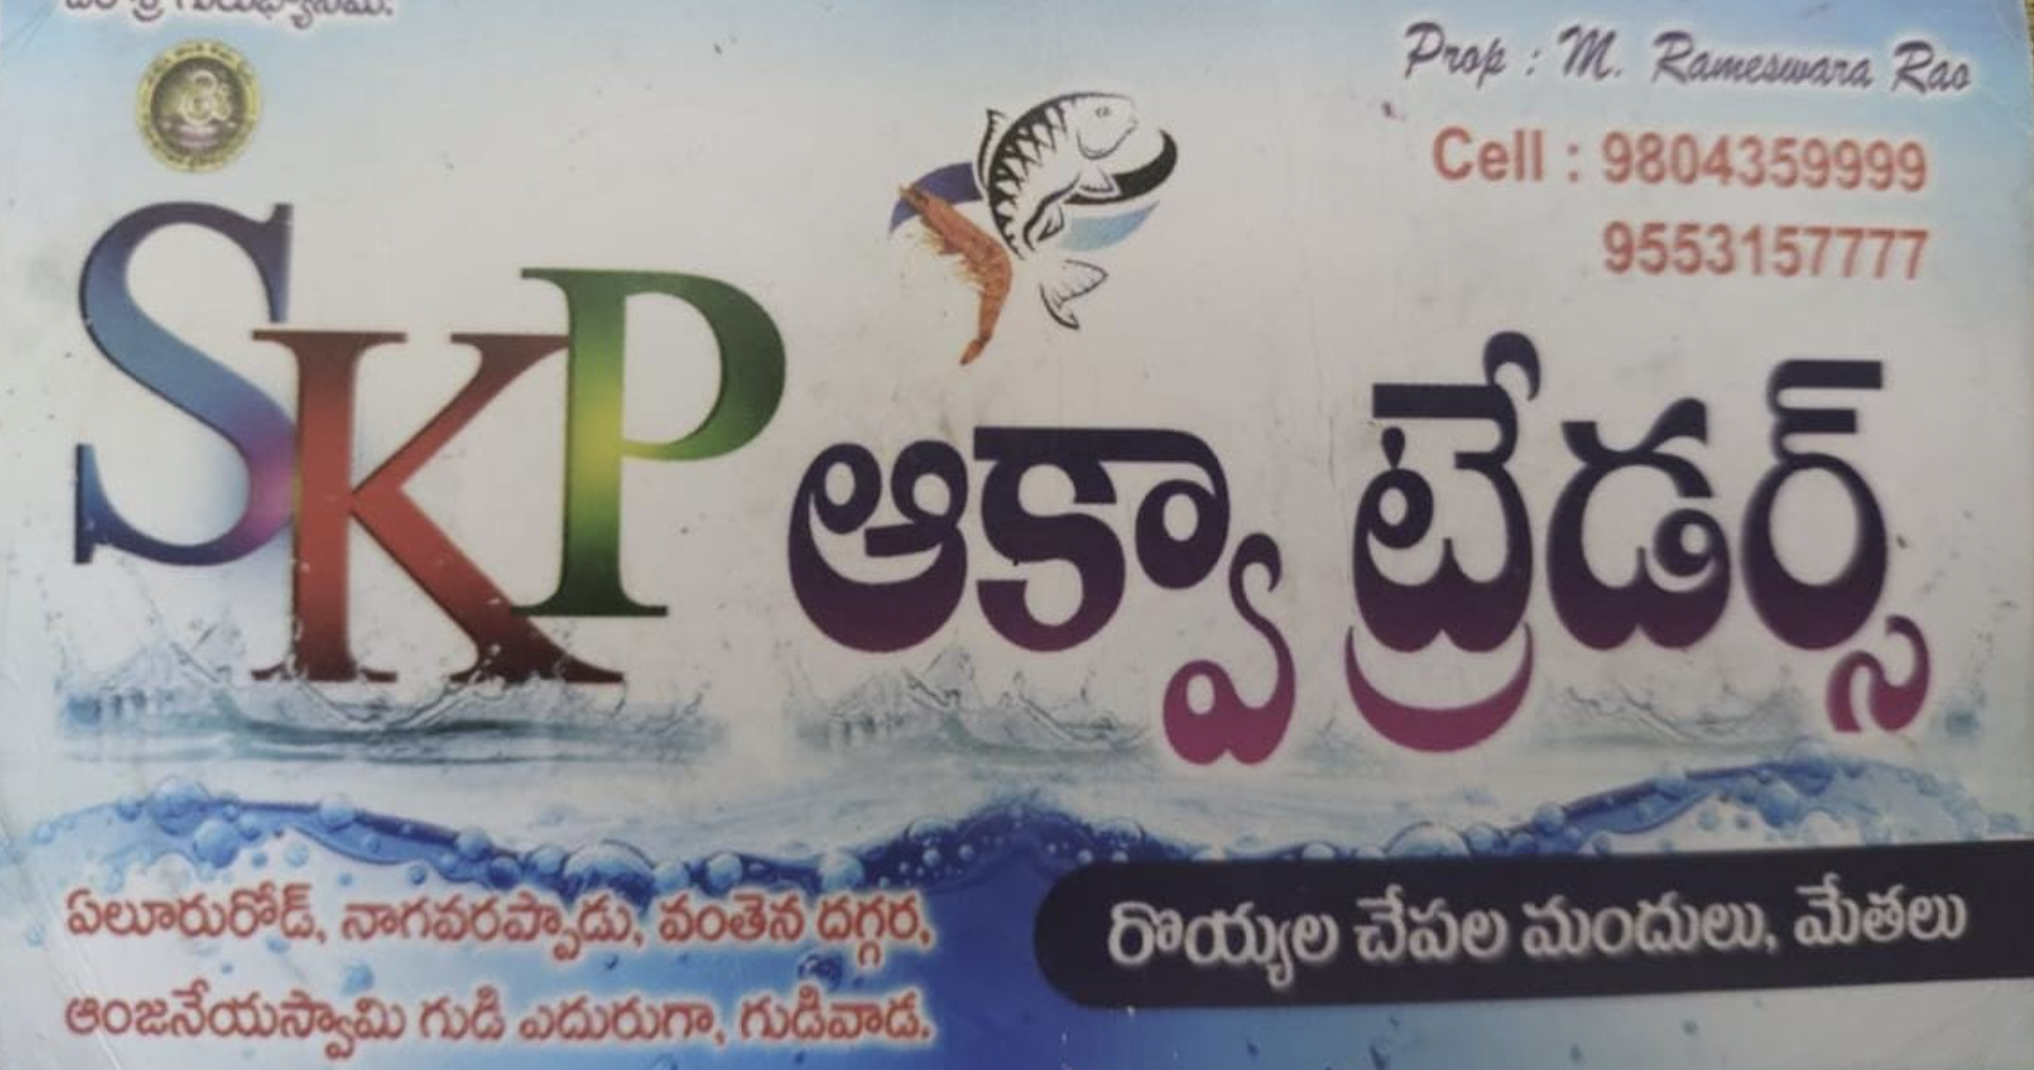 Prop : M. Rameswara Rao
Cell : 9804359999
9553157777
SKP ఆక్వా ట్రేడర్స్
ఏలూరురోడ్, నాగవరప్పాడు, వంతెన దగ్గర,
ఆంజనేయస్వామి గుడి ఎదురుగా, గుడివాడ.
రొయ్యల చేపల మందులు, మేతలు